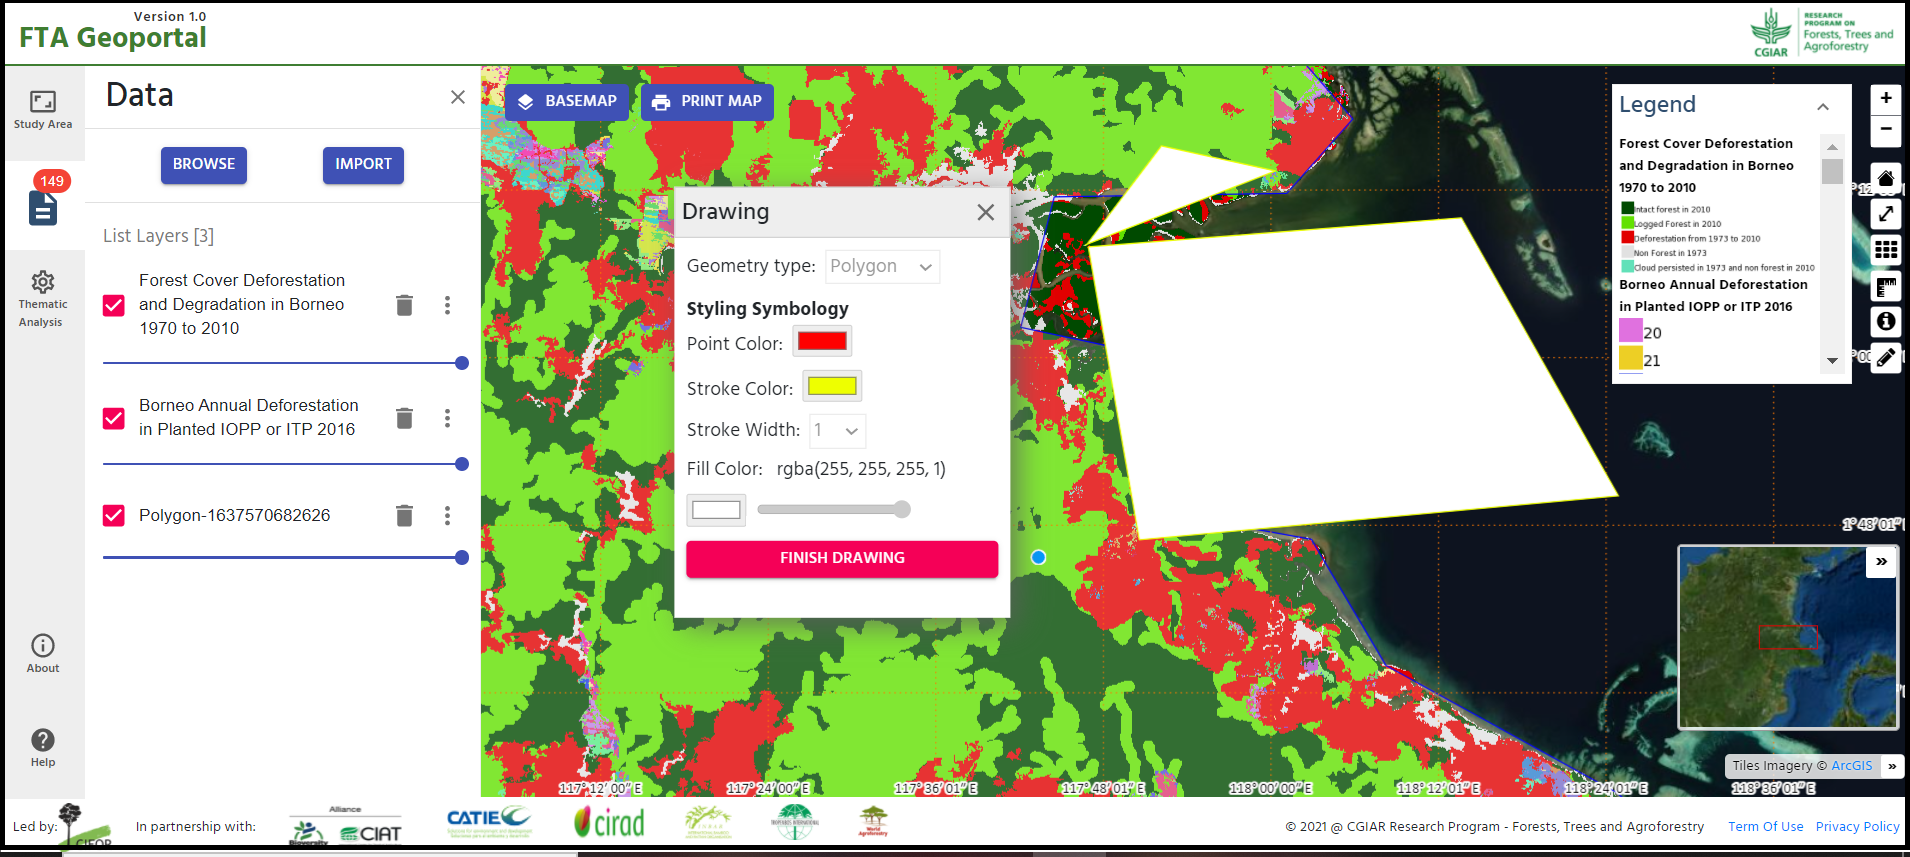 Version 1.0
FTA Geoportal
CGIAR
RESEARCH
PROGRAM ON
Forests, Trees and
Agroforestry
Study Area
149
Thematic
Analysis
About
Help
Data
BROWSE
IMPORT
List Layers [3]
Forest Cover Deforestation
and Degradation in Borneo
1970 to 2010
Borneo Annual Deforestation
in Planted IOPP or ITP 2016
Polygon-1637570682626
BASEMAP
PRINT MAP
Drawing
Geometry type: Polygon
Styling Symbology
Point Color:
Stroke Color:
Stroke Width: 1
Fill Color: rgba(255, 255, 255, 1)
FINISH DRAWING
Legend
Forest Cover Deforestation
and Degradation in Borneo
1970 to 2010
Intact forest in 2010
Logged Forest in 2010
Deforestation from 1973 to 2010
Non Forest in 1973
Cloud persisted in 1973 and non forest in 2010
Borneo Annual Deforestation
in Planted IOPP or ITP 2016
20
21
+
−
1° 48′ 01″
»
Tiles Imagery © ArcGIS »
117° 12′ 00″ E
117° 24′ 00″ E
117° 36′ 01″ E
117° 48′ 01″ E
118° 00′ 00″ E
118° 12′ 01″ E
118° 24′ 01″ E
118° 36′ 01″ E
Led by:
CIFOR
In partnership with:
Alliance
Bioversity
CIAT
CATIE
cirad
TROPENBOS INTERNATIONAL
World
Agroforestry
© 2021 @ CGIAR Research Program - Forests, Trees and Agroforestry
Term Of Use
Privacy Policy